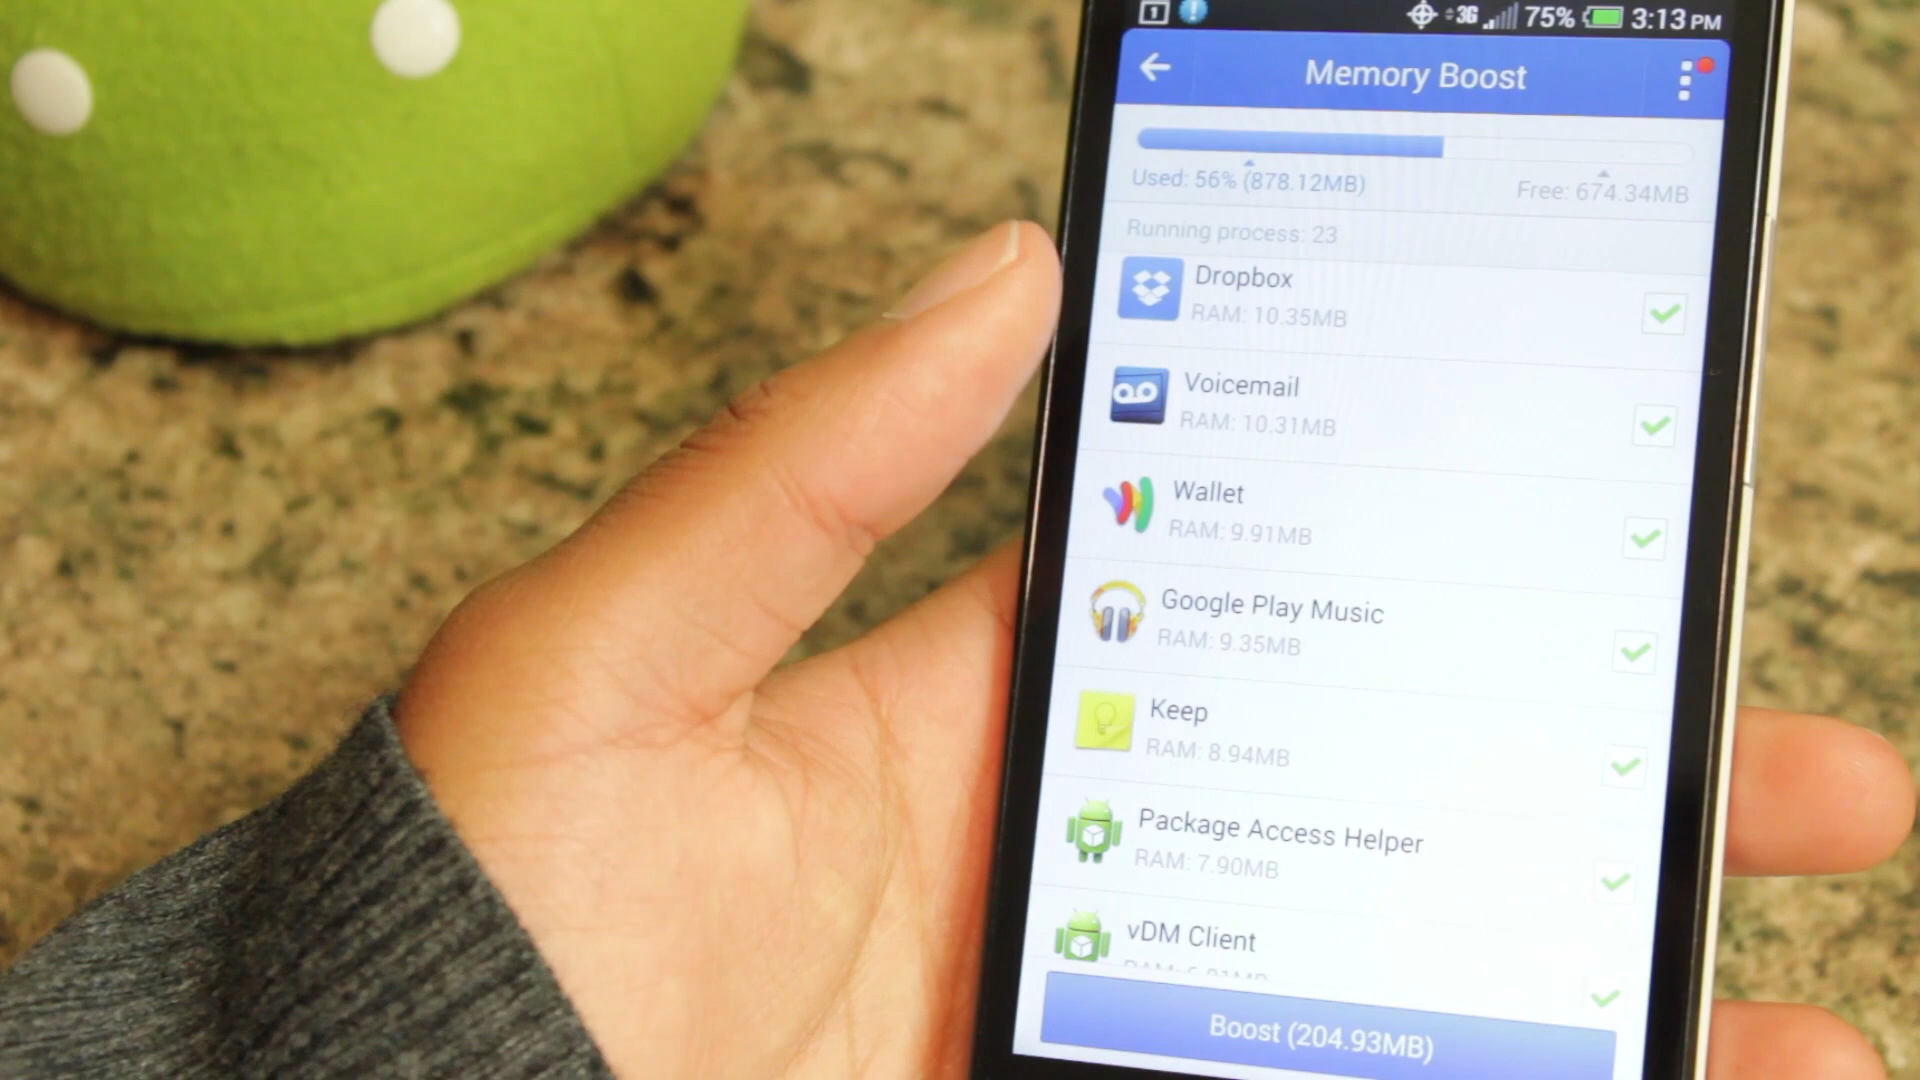 1
3G 75% 3:13 PM
Memory Boost
Used: 56% (878.12MB)
Free: 674.34MB
Running process: 23
Dropbox
RAM: 10.35MB
Voicemail
RAM: 10.31MB
Wallet
RAM: 9.91MB
Google Play Music
RAM: 9.35MB
Keep
RAM: 8.94MB
Package Access Helper
RAM: 7.90MB
vDM Client
Boost (204.93MB)